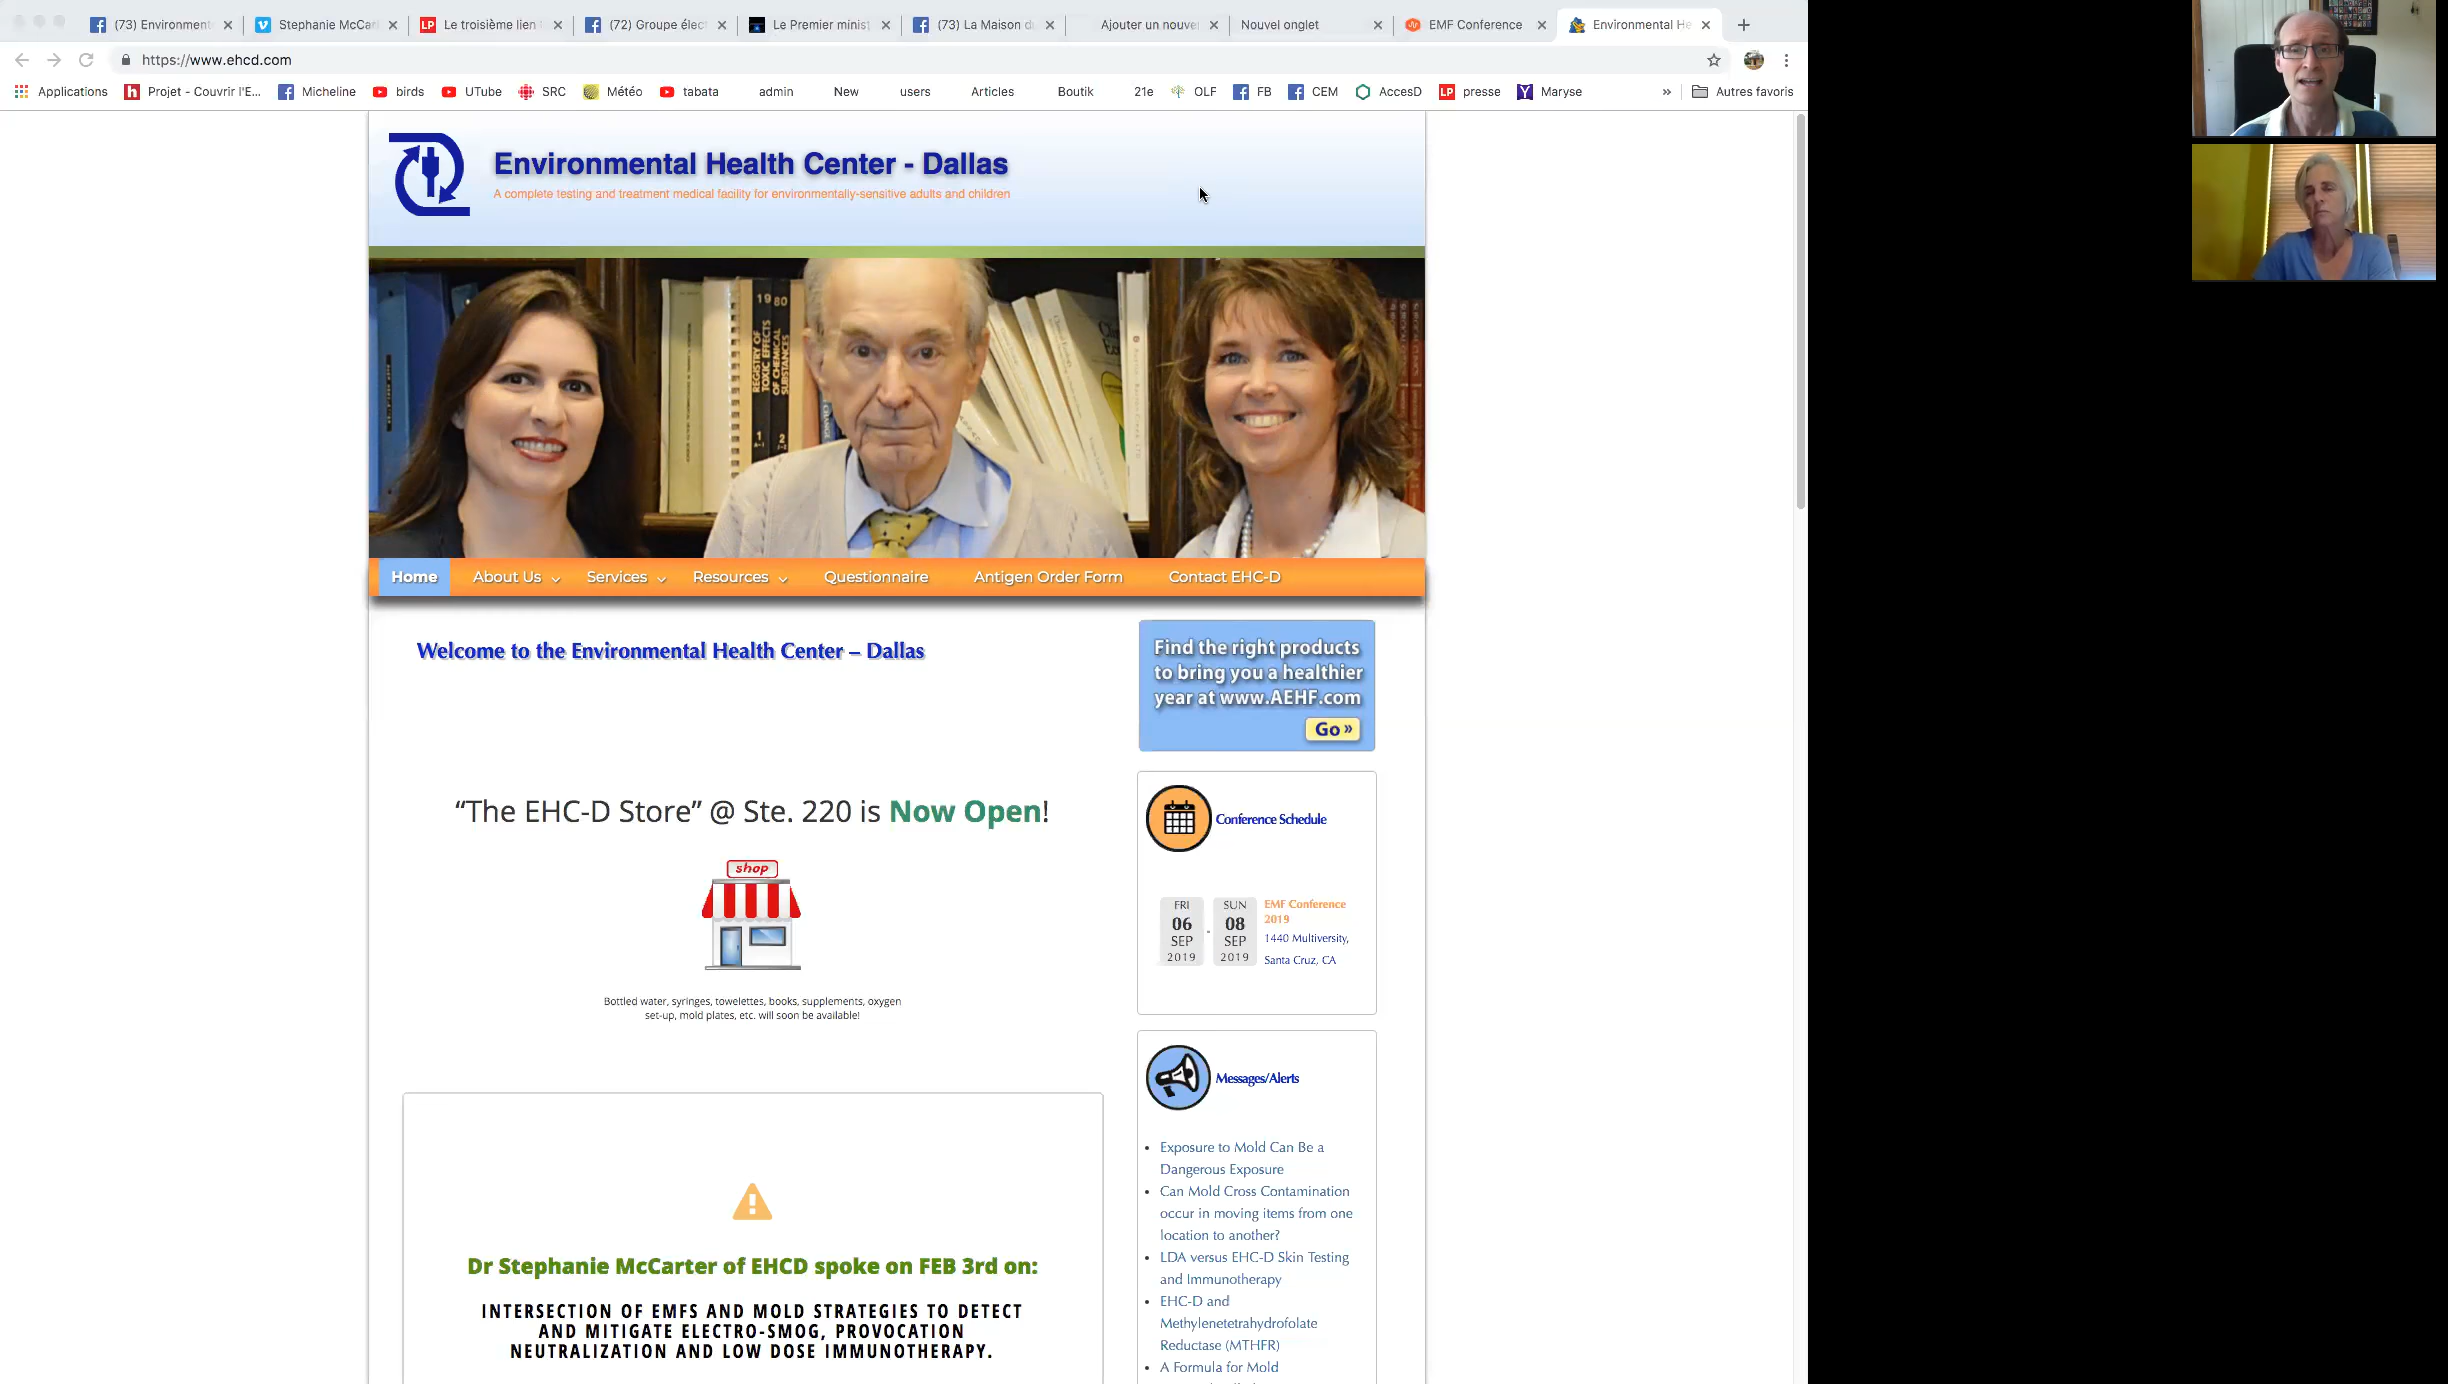 (73) Environment
Stephanie McCar
Le troisième lien
(72) Groupe élect
Le Premier minist
(73) La Maison d
Ajouter un nouve
Nouvel onglet
EMF Conference
Environmental He
https://www.ehcd.com
Applications
Projet - Couvrir l'E...
Micheline
birds
UTube
SRC
Météo
tabata
admin
New
users
Articles
Boutik
21e
OLF
FB
CEM
AccesD
presse
Maryse
»
Autres favoris
Environmental Health Center - Dallas
A complete testing and treatment medical facility for environmentally-sensitive adults and children
1980
REGISTRY OF
TOXIC EFFECTS
OF CHEMICAL
SUBSTANCES
1
2
Home
About Us
Services
Resources
Questionnaire
Antigen Order Form
Contact EHC-D
Welcome to the Environmental Health Center – Dallas
“The EHC-D Store” @ Ste. 220 is Now Open!
shop
Bottled water, syringes, towelettes, books, supplements, oxygen
set-up, mold plates, etc. will soon be available!
Dr Stephanie McCarter of EHCD spoke on FEB 3rd on:
INTERSECTION OF EMFS AND MOLD STRATEGIES TO DETECT
AND MITIGATE ELECTRO-SMOG, PROVOCATION
NEUTRALIZATION AND LOW DOSE IMMUNOTHERAPY.
Find the right products
to bring you a healthier
year at www.AEHF.com
Go »
Conference Schedule
FRI
06
SEP
2019
-
SUN
08
SEP
2019
EMF Conference
2019
1440 Multiversity,
Santa Cruz, CA
Messages/Alerts
• Exposure to Mold Can Be a
Dangerous Exposure
• Can Mold Cross Contamination
occur in moving items from one
location to another?
• LDA versus EHC-D Skin Testing
and Immunotherapy
• EHC-D and
Methylenetetrahydrofolate
Reductase (MTHFR)
• A Formula for Mold